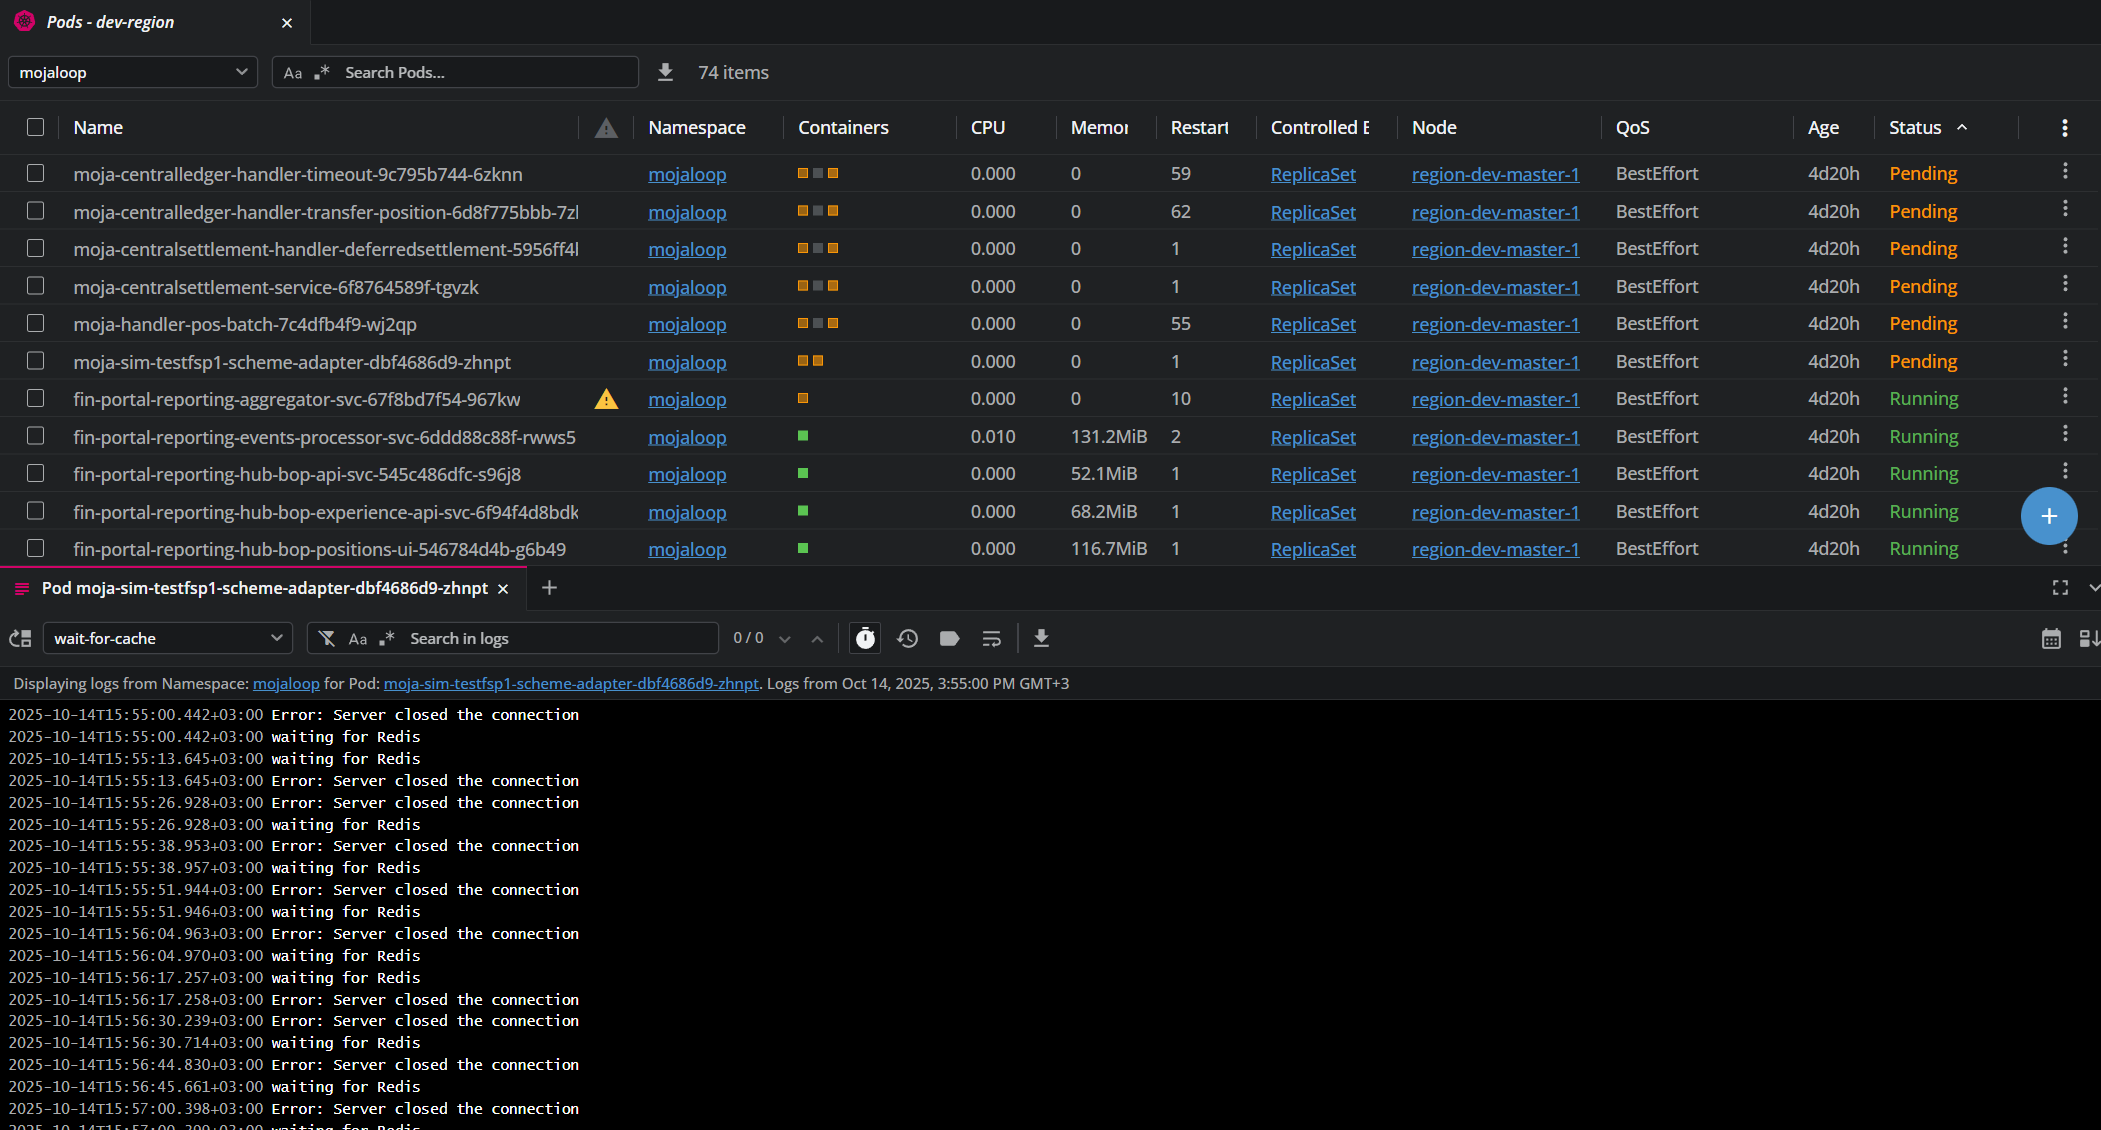 Pods - dev-region
mojaloop Aa .* Search Pods... 74 items
Name Namespace Containers CPU Memor Restart Controlled B Node QoS Age Status
moja-centralledger-handler-timeout-9c795b744-6zknn mojaloop 0.000 0 59 ReplicaSet region-dev-master-1 BestEffort 4d20h Pending
moja-centralledger-handler-transfer-position-6d8f775bbb-7zl mojaloop 0.000 0 62 ReplicaSet region-dev-master-1 BestEffort 4d20h Pending
moja-centralsettlement-handler-deferredsettlement-5956ff4l mojaloop 0.000 0 1 ReplicaSet region-dev-master-1 BestEffort 4d20h Pending
moja-centralsettlement-service-6f8764589f-tgvzk mojaloop 0.000 0 1 ReplicaSet region-dev-master-1 BestEffort 4d20h Pending
moja-handler-pos-batch-7c4dfb4f9-wj2qp mojaloop 0.000 0 55 ReplicaSet region-dev-master-1 BestEffort 4d20h Pending
moja-sim-testfsp1-scheme-adapter-dbf4686d9-zhnpt mojaloop 0.000 0 1 ReplicaSet region-dev-master-1 BestEffort 4d20h Pending
fin-portal-reporting-aggregator-svc-67f8bd7f54-967kw mojaloop 0.000 0 10 ReplicaSet region-dev-master-1 BestEffort 4d20h Running
fin-portal-reporting-events-processor-svc-6ddd88c88f-rwws5 mojaloop 0.010 131.2MiB 2 ReplicaSet region-dev-master-1 BestEffort 4d20h Running
fin-portal-reporting-hub-bop-api-svc-545c486dfc-s96j8 mojaloop 0.000 52.1MiB 1 ReplicaSet region-dev-master-1 BestEffort 4d20h Running
fin-portal-reporting-hub-bop-experience-api-svc-6f94f4d8bdk mojaloop 0.000 68.2MiB 1 ReplicaSet region-dev-master-1 BestEffort 4d20h Running
fin-portal-reporting-hub-bop-positions-ui-546784d4b-g6b49 mojaloop 0.000 116.7MiB 1 ReplicaSet region-dev-master-1 BestEffort 4d20h Running
Pod moja-sim-testfsp1-scheme-adapter-dbf4686d9-zhnpt
wait-for-cache Aa .* Search in logs 0 / 0
Displaying logs from Namespace: mojaloop for Pod: moja-sim-testfsp1-scheme-adapter-dbf4686d9-zhnpt. Logs from Oct 14, 2025, 3:55:00 PM GMT+3
2025-10-14T15:55:00.442+03:00 Error: Server closed the connection
2025-10-14T15:55:00.442+03:00 waiting for Redis
2025-10-14T15:55:13.645+03:00 waiting for Redis
2025-10-14T15:55:13.645+03:00 Error: Server closed the connection
2025-10-14T15:55:26.928+03:00 Error: Server closed the connection
2025-10-14T15:55:26.928+03:00 waiting for Redis
2025-10-14T15:55:38.953+03:00 Error: Server closed the connection
2025-10-14T15:55:38.957+03:00 waiting for Redis
2025-10-14T15:55:51.944+03:00 Error: Server closed the connection
2025-10-14T15:55:51.946+03:00 waiting for Redis
2025-10-14T15:56:04.963+03:00 Error: Server closed the connection
2025-10-14T15:56:04.970+03:00 waiting for Redis
2025-10-14T15:56:17.257+03:00 waiting for Redis
2025-10-14T15:56:17.258+03:00 Error: Server closed the connection
2025-10-14T15:56:30.239+03:00 Error: Server closed the connection
2025-10-14T15:56:30.714+03:00 waiting for Redis
2025-10-14T15:56:44.830+03:00 Error: Server closed the connection
2025-10-14T15:56:45.661+03:00 waiting for Redis
2025-10-14T15:57:00.398+03:00 Error: Server closed the connection
waiting for Redis